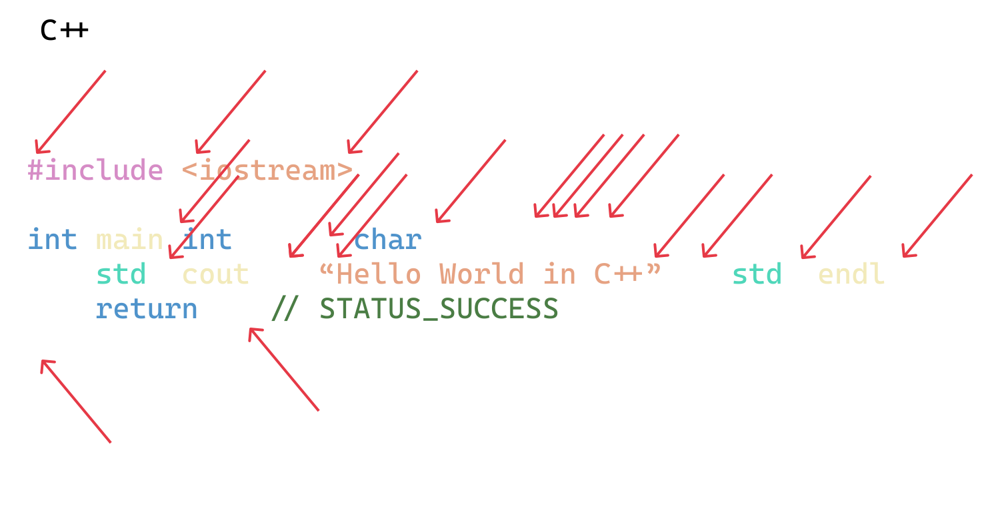 C++
#include <iostream>
int main int char
std cout “Hello World in C++” std endl
return // STATUS_SUCCESS